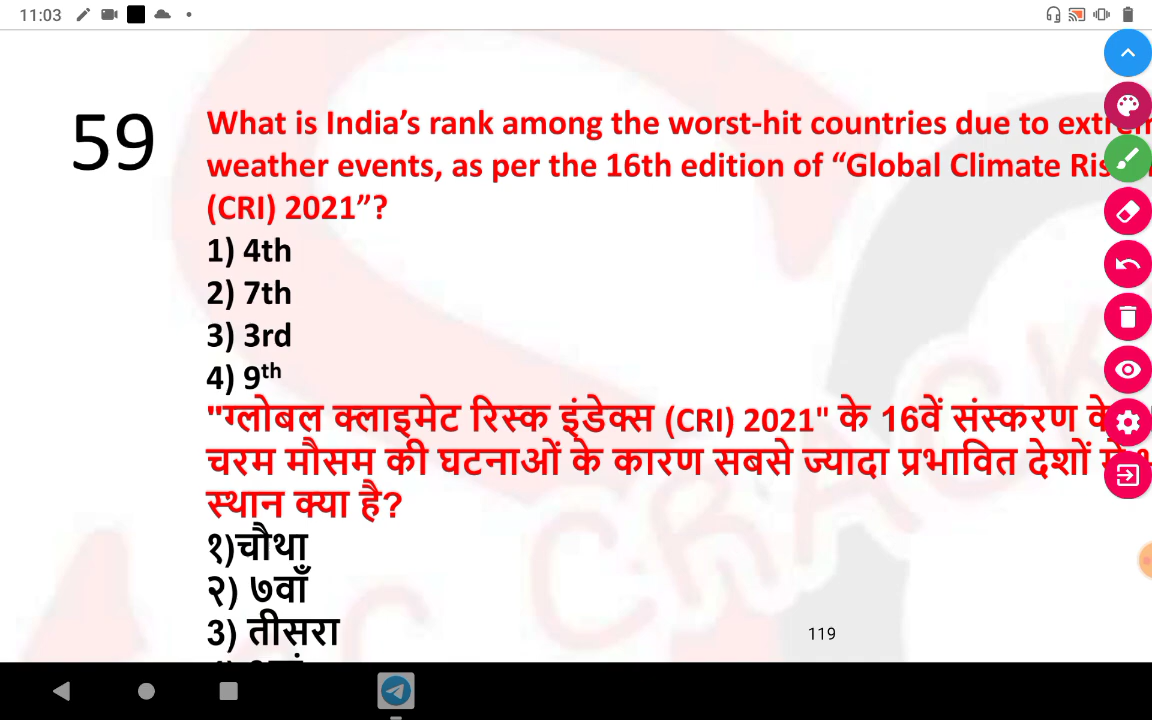 11:03
59
What is India’s rank among the worst-hit countries due to
weather events, as per the 16th edition of “Global Climate
(CRI) 2021”?
1) 4th
2) 7th
3) 3rd
4) 9th
"ग्लोबल क्लाइमेट रिस्क इंडेक्स (CRI) 2021" के 16वें संस्करण
चरम मौसम की घटनाओं के कारण सबसे ज्यादा प्रभावित देशों
स्थान क्या है?
१)चौथा
२) ७वाँ
3) तीसरा
119
CRACK